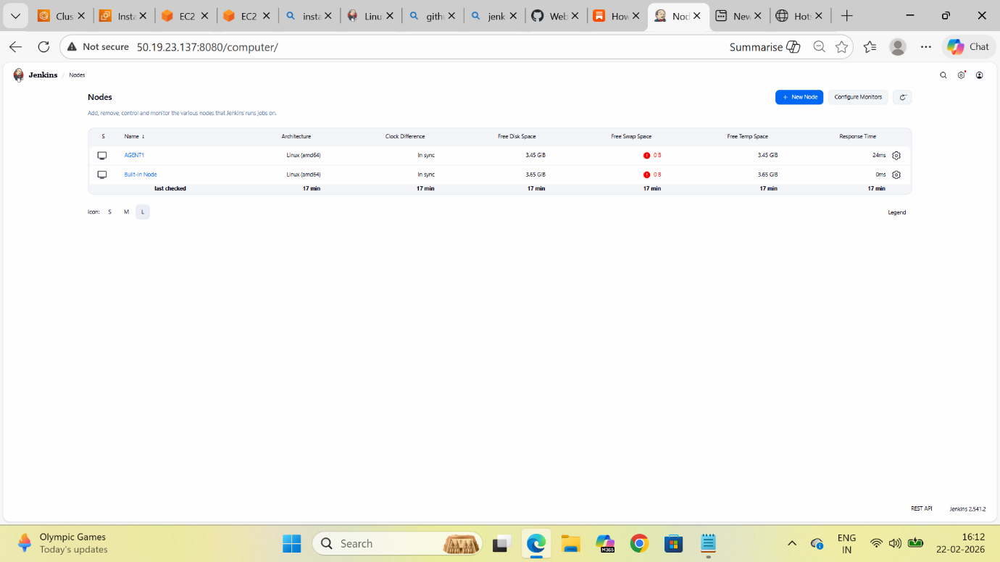 Clus
Insta
EC2
EC2
insta
Linu
githu
jenk
Web
How
Nod
New
Hots
Not secure 50.19.23.137:8080/computer/ Summarise Chat
Jenkins / Nodes
Nodes
+ New Node Configure Monitors
Add, remove, control and monitor the various nodes that Jenkins runs jobs on.
S Name ↓ Architecture Clock Difference Free Disk Space Free Swap Space Free Temp Space Response Time
AGENT1 Linux (amd64) In sync 3.45 GiB 0 B 3.45 GiB 24ms
Built-In Node Linux (amd64) In sync 3.65 GiB 0 B 3.65 GiB 0ms
last checked 17 min 17 min 17 min 17 min 17 min 17 min
Icon: S M L Legend
REST API Jenkins 2.541.2
Olympic Games
Today's updates
Search
M365
ENG
IN
16:12
22-02-2026